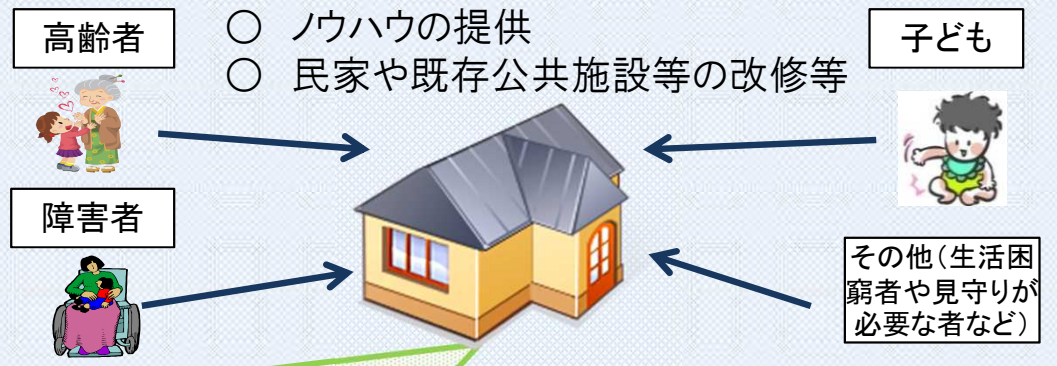 高齢者
○ ノウハウの提供
○ 民家や既存公共施設等の改修等
子ども
障害者
その他(生活困
窮者や見守りが
必要な者など)